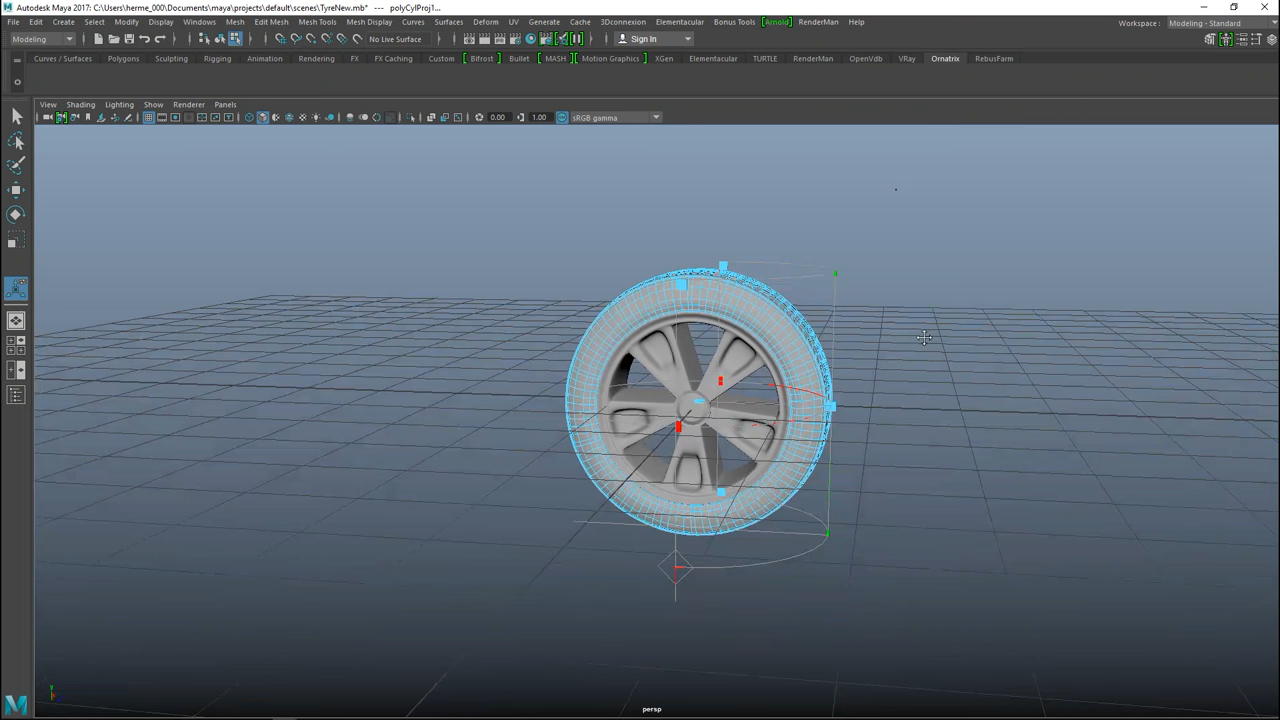 Autodesk Maya 2017: C:\Users\herme_000\Documents\maya\projects\default\scenes\TyreNew.mb* --- polyCylProj1...
File Edit Create Select Modify Display Windows Mesh Edit Mesh Mesh Tools Mesh Display Curves Surfaces Deform UV Generate Cache 3Dconnexion Elementacular Bonus Tools Arnold RenderMan Help Workspace : Modeling - Standard
Modeling No Live Surface Sign In
Curves / Surfaces Polygons Sculpting Rigging Animation Rendering FX FX Caching Custom Bifrost Bullet MASH Motion Graphics XGen Elementacular TURTLE RenderMan OpenVdb VRay Ornatrix RebusFarm
View Shading Lighting Show Renderer Panels
0.00 1.00 sRGB gamma
y
persp